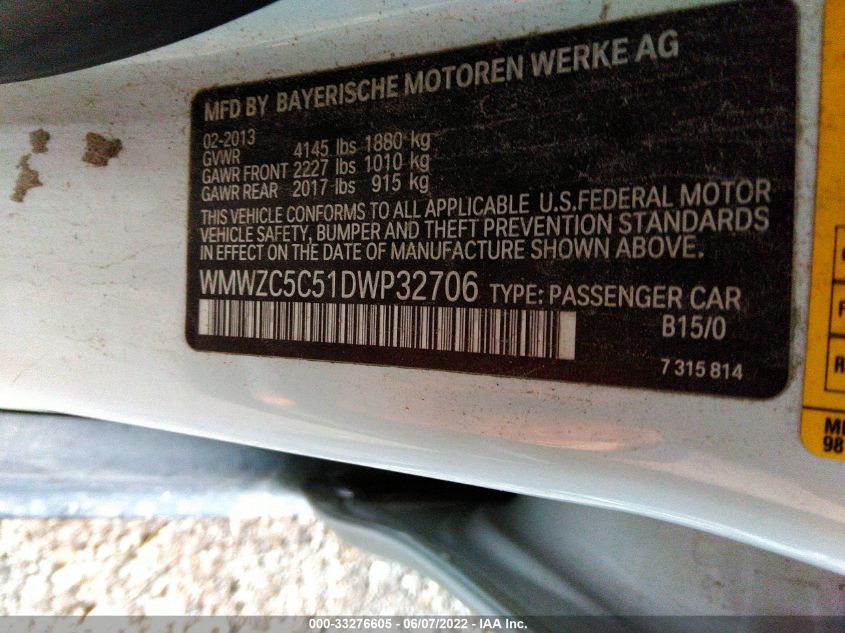 MFD BY BAYERISCHE MOTOREN WERKE AG
02-2013
GVWR 4145 lbs 1880 kg
GAWR FRONT 2227 lbs 1010 kg
GAWR REAR 2017 lbs 915 kg
THIS VEHICLE CONFORMS TO ALL APPLICABLE U.S.FEDERAL MOTOR
VEHICLE SAFETY, BUMPER AND THEFT PREVENTION STANDARDS
IN EFFECT ON THE DATE OF MANUFACTURE SHOWN ABOVE.
WMWZC5C51DWP32706 TYPE: PASSENGER CAR
B15/0
7 315 814
98
000-33276605 - 06/07/2022 - IAA Inc.